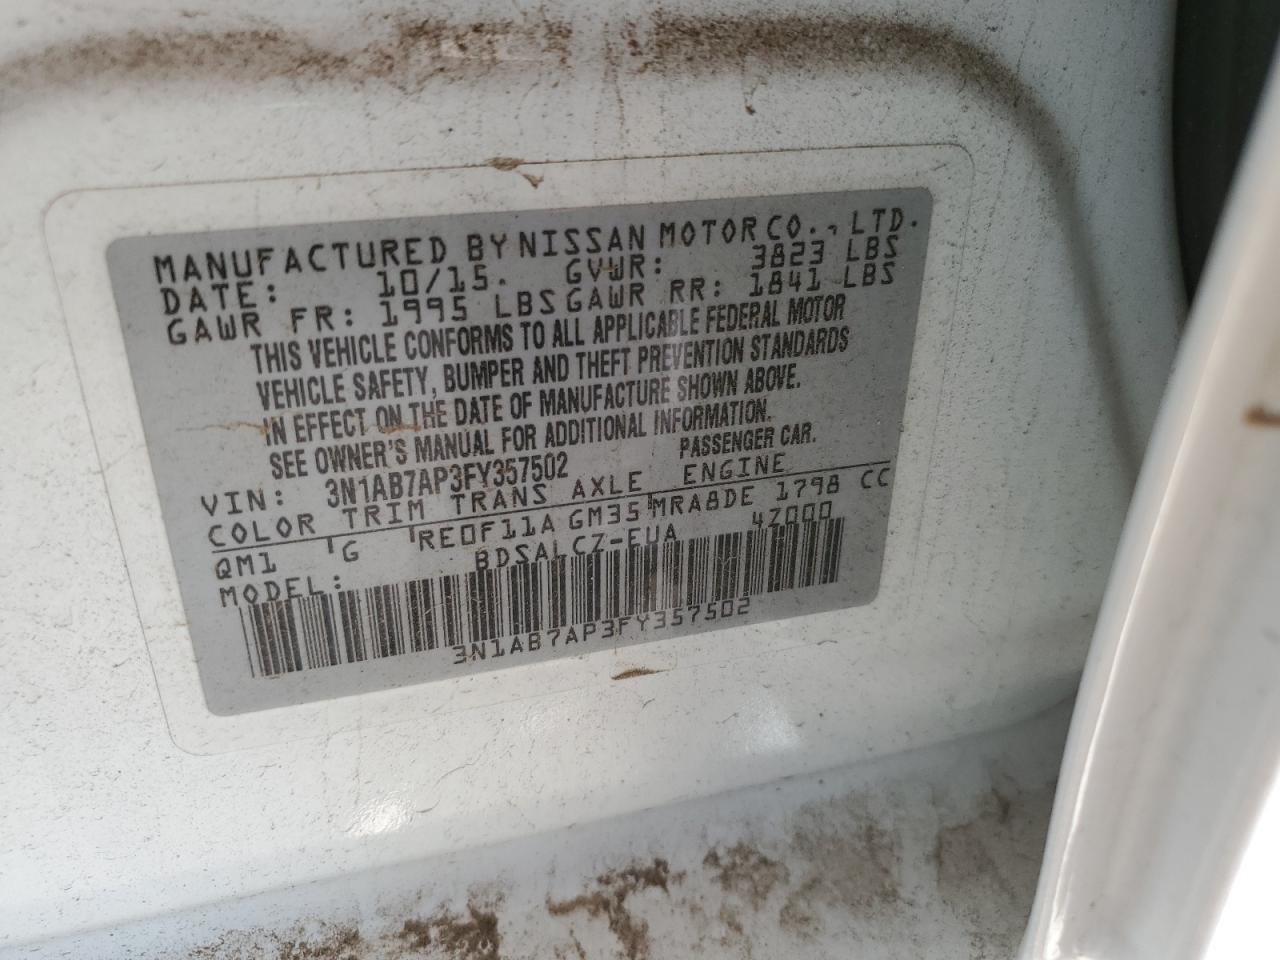 MANUFACTURED BY NISSAN MOTOR CO., LTD.
DATE: 10/15. GVWR: 3823 LBS
GAWR FR: 1995 LBS GAWR RR: 1841 LBS
THIS VEHICLE CONFORMS TO ALL APPLICABLE FEDERAL MOTOR
VEHICLE SAFETY, BUMPER AND THEFT PREVENTION STANDARDS
IN EFFECT ON THE DATE OF MANUFACTURE SHOWN ABOVE.
SEE OWNER'S MANUAL FOR ADDITIONAL INFORMATION.
VIN: 3N1AB7AP3FY357502 PASSENGER CAR.
COLOR TRIM TRANS AXLE ENGINE
QM1 G RE0F11A GM35 MRA8DE 1798 CC
MODEL: BDSALCZ-EUA 4Z000
3N1AB7AP3FY357502